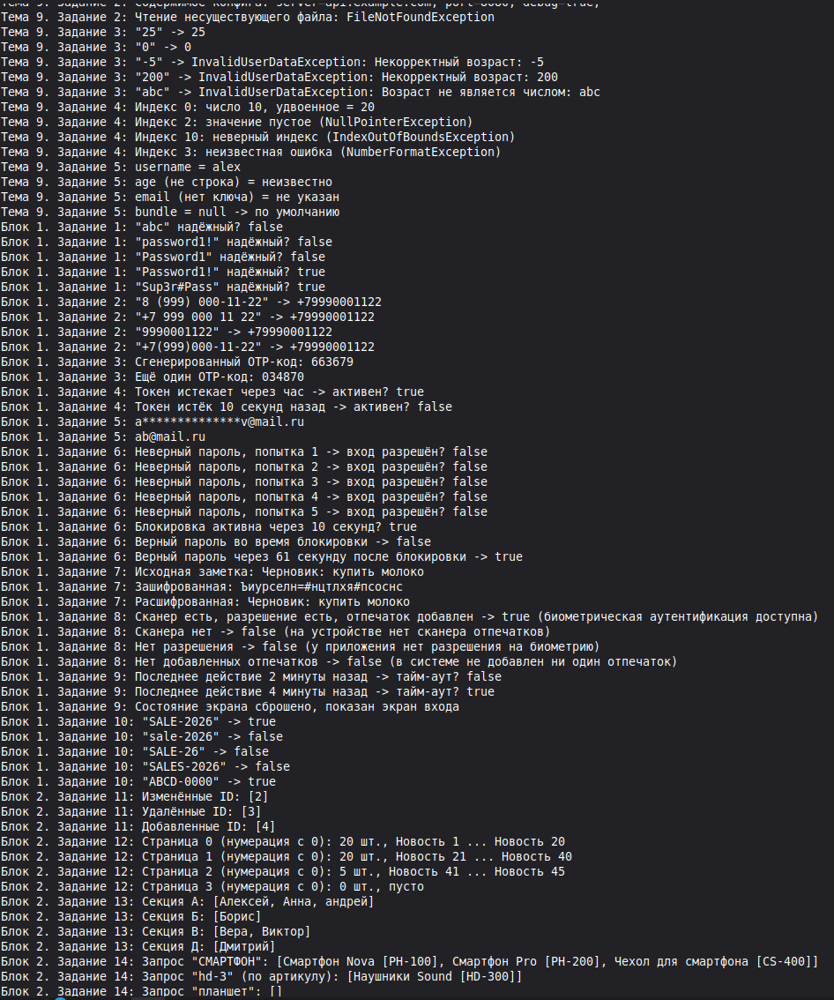 Тема 9. Задание 2: Содержимое конфига: server=api.example.com, port=8080, debug=true,
Тема 9. Задание 2: Чтение несуществующего файла: FileNotFoundException
Тема 9. Задание 3: "25" -> 25
Тема 9. Задание 3: "0" -> 0
Тема 9. Задание 3: "-5" -> InvalidUserDataException: Некорректный возраст: -5
Тема 9. Задание 3: "200" -> InvalidUserDataException: Некорректный возраст: 200
Тема 9. Задание 3: "abc" -> InvalidUserDataException: Возраст не является числом: abc
Тема 9. Задание 4: Индекс 0: число 10, удвоенное = 20
Тема 9. Задание 4: Индекс 2: значение пустое (NullPointerException)
Тема 9. Задание 4: Индекс 10: неверный индекс (IndexOutOfBoundsException)
Тема 9. Задание 4: Индекс 3: неизвестная ошибка (NumberFormatException)
Тема 9. Задание 5: username = alex
Тема 9. Задание 5: age (не строка) = неизвестно
Тема 9. Задание 5: email (нет ключа) = не указан
Тема 9. Задание 5: bundle = null -> по умолчанию
Блок 1. Задание 1: "abc" надёжный? false
Блок 1. Задание 1: "password1!" надёжный? false
Блок 1. Задание 1: "Password1" надёжный? false
Блок 1. Задание 1: "Password1!" надёжный? true
Блок 1. Задание 1: "Sup3r#Pass" надёжный? true
Блок 1. Задание 2: "8 (999) 000-11-22" -> +79990001122
Блок 1. Задание 2: "+7 999 000 11 22" -> +79990001122
Блок 1. Задание 2: "9990001122" -> +79990001122
Блок 1. Задание 2: "+7(999)000-11-22" -> +79990001122
Блок 1. Задание 3: Сгенерированный OTP-код: 663679
Блок 1. Задание 3: Ещё один OTP-код: 034870
Блок 1. Задание 4: Токен истекает через час -> активен? true
Блок 1. Задание 4: Токен истёк 10 секунд назад -> активен? false
Блок 1. Задание 5: a**************v@mail.ru
Блок 1. Задание 5: ab@mail.ru
Блок 1. Задание 6: Неверный пароль, попытка 1 -> вход разрешён? false
Блок 1. Задание 6: Неверный пароль, попытка 2 -> вход разрешён? false
Блок 1. Задание 6: Неверный пароль, попытка 3 -> вход разрешён? false
Блок 1. Задание 6: Неверный пароль, попытка 4 -> вход разрешён? false
Блок 1. Задание 6: Неверный пароль, попытка 5 -> вход разрешён? false
Блок 1. Задание 6: Блокировка активна через 10 секунд? true
Блок 1. Задание 6: Верный пароль во время блокировки -> false
Блок 1. Задание 6: Верный пароль через 61 секунду после блокировки -> true
Блок 1. Задание 7: Исходная заметка: Черновик: купить молоко
Блок 1. Задание 7: Зашифрованная: Ъиурселн=#нцтлхя#псоснс
Блок 1. Задание 7: Расшифрованная: Черновик: купить молоко
Блок 1. Задание 8: Сканер есть, разрешение есть, отпечаток добавлен -> true (биометрическая аутентификация доступна)
Блок 1. Задание 8: Сканера нет -> false (на устройстве нет сканера отпечатков)
Блок 1. Задание 8: Нет разрешения -> false (у приложения нет разрешения на биометрию)
Блок 1. Задание 8: Нет добавленных отпечатков -> false (в системе не добавлен ни один отпечаток)
Блок 1. Задание 9: Последнее действие 2 минуты назад -> тайм-аут? false
Блок 1. Задание 9: Последнее действие 4 минуты назад -> тайм-аут? true
Блок 1. Задание 9: Состояние экрана сброшено, показан экран входа
Блок 1. Задание 10: "SALE-2026" -> true
Блок 1. Задание 10: "sale-2026" -> false
Блок 1. Задание 10: "SALE-26" -> false
Блок 1. Задание 10: "SALES-2026" -> false
Блок 1. Задание 10: "ABCD-0000" -> true
Блок 2. Задание 11: Изменённые ID: [2]
Блок 2. Задание 11: Удалённые ID: [3]
Блок 2. Задание 11: Добавленные ID: [4]
Блок 2. Задание 12: Страница 0 (нумерация с 0): 20 шт., Новость 1 ... Новость 20
Блок 2. Задание 12: Страница 1 (нумерация с 0): 20 шт., Новость 21 ... Новость 40
Блок 2. Задание 12: Страница 2 (нумерация с 0): 5 шт., Новость 41 ... Новость 45
Блок 2. Задание 12: Страница 3 (нумерация с 0): 0 шт., пусто
Блок 2. Задание 13: Секция А: [Алексей, Анна, андрей]
Блок 2. Задание 13: Секция Б: [Борис]
Блок 2. Задание 13: Секция В: [Вера, Виктор]
Блок 2. Задание 13: Секция Д: [Дмитрий]
Блок 2. Задание 14: Запрос "СМАРТФОН": [Смартфон Nova [PH-100], Смартфон Pro [PH-200], Чехол для смартфона [CS-400]]
Блок 2. Задание 14: Запрос "hd-3" (по артикулу): [Наушники Sound [HD-300]]
Блок 2. Задание 14: Запрос "планшет": []